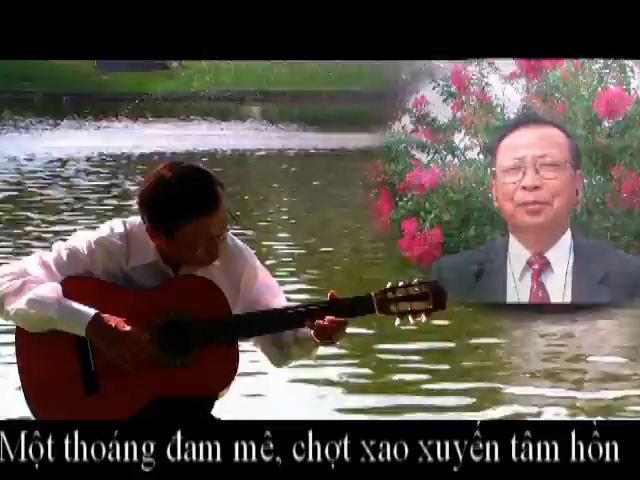 Một thoáng đam mê, chợt xao xuyến tâm hồn